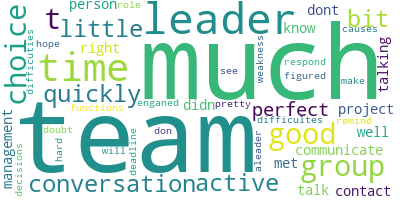 person role
dont
leader
bit
t little
know
causes
choice
difficuties
hope
right
see
weakness
respond
figured
make
talking
time
much
quickly
didn
pretty
perfect
project
management
functions
enganed
difficultes
remind
doubt
don
good
well
team
decisions
hard
will
deadline
aleader
met
communicate
group
conversation
active
talk
contact